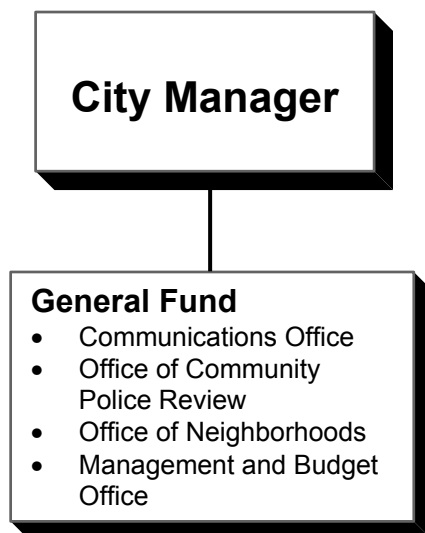 City Manager
General Fund
• Communications Office
• Office of Community
Police Review
• Office of Neighborhoods
• Management and Budget
Office